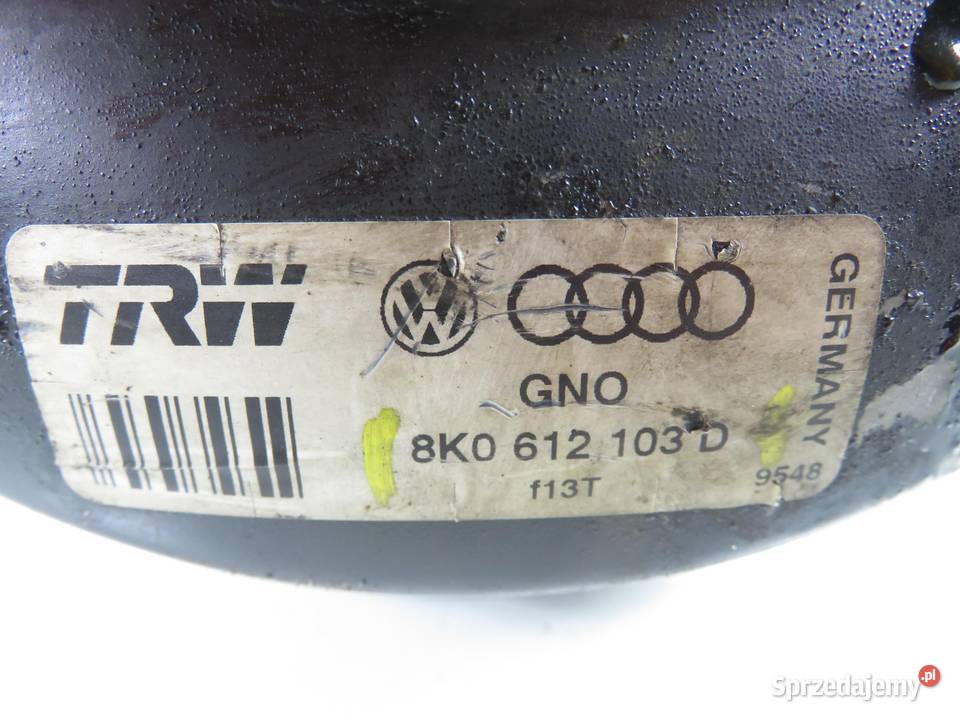 TRW
GERMANY
GNO
8K0 612 103 D
f13T
9548
Sprzedajemy.pl